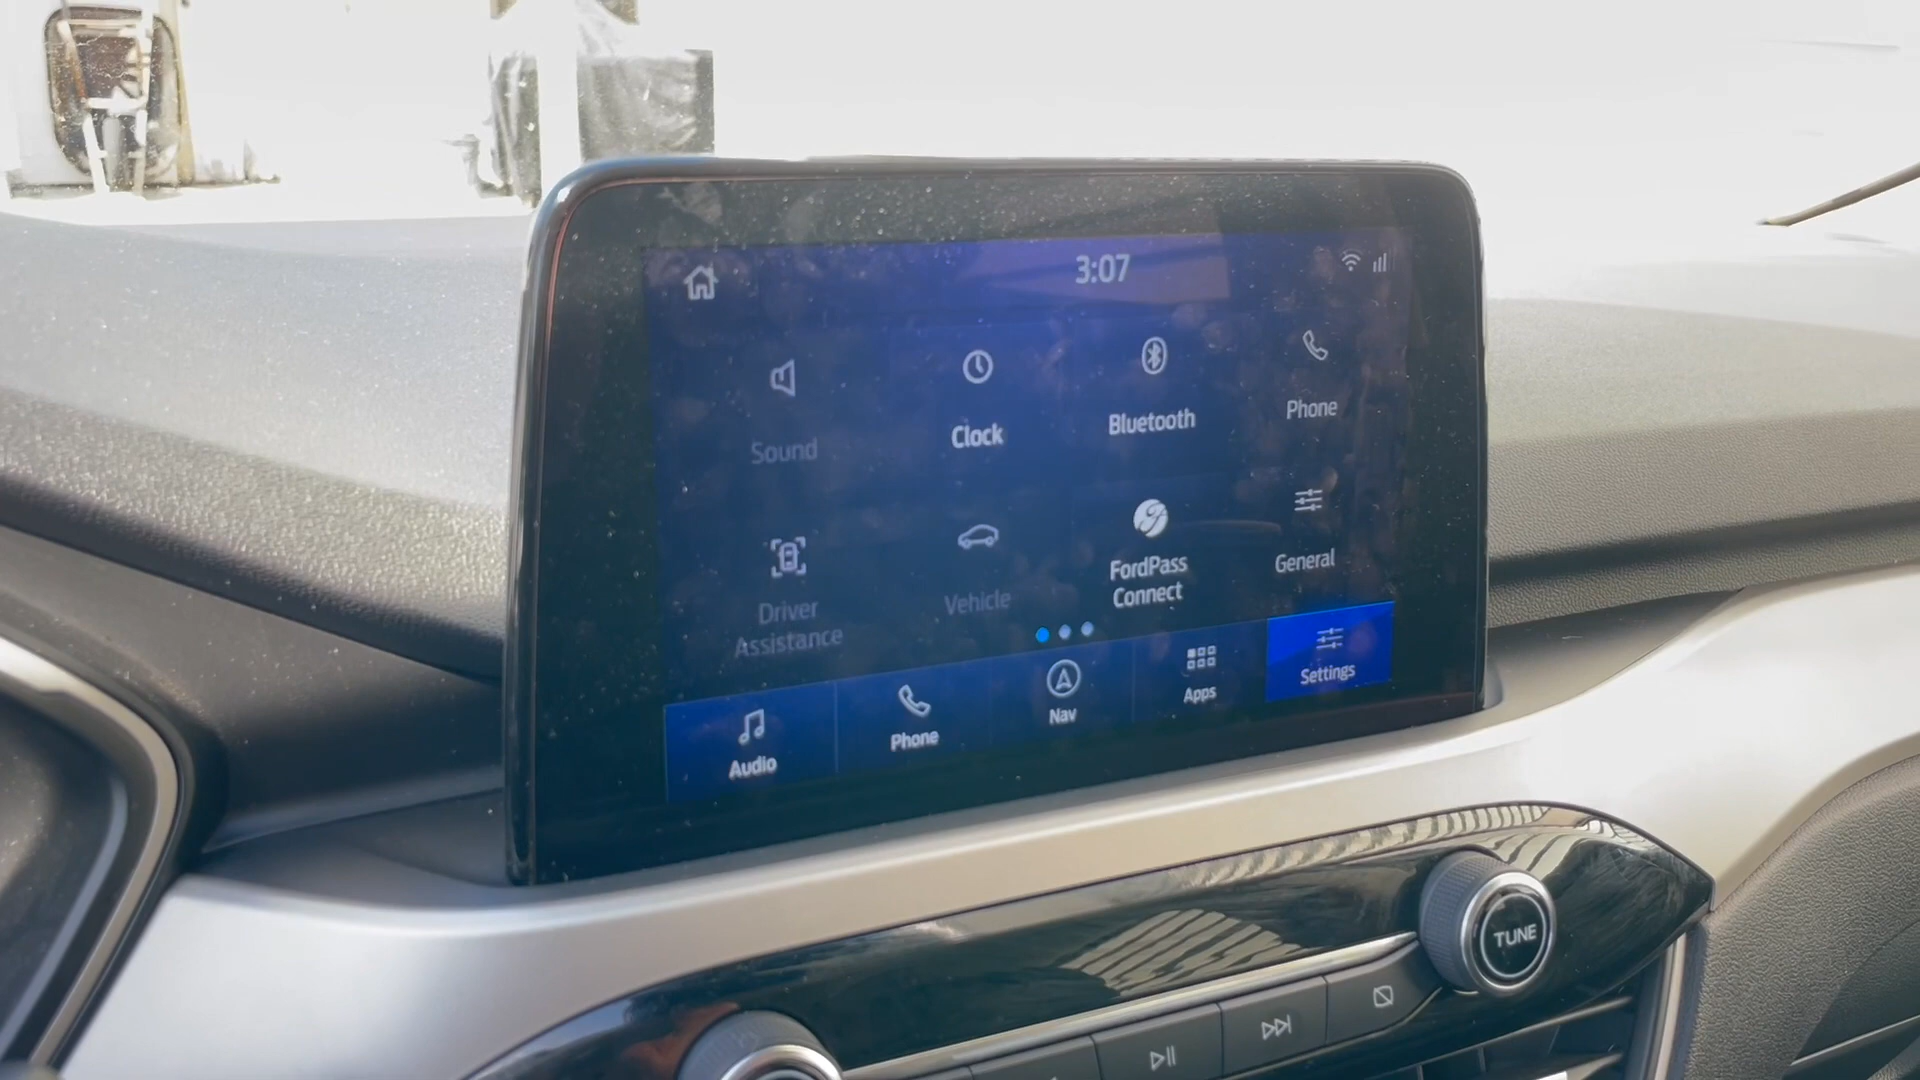 3:07
Sound
Clock
Bluetooth
Phone
Driver
Assistance
Vehicle
FordPass
Connect
General
Audio
Phone
Nav
Apps
Settings
TUNE